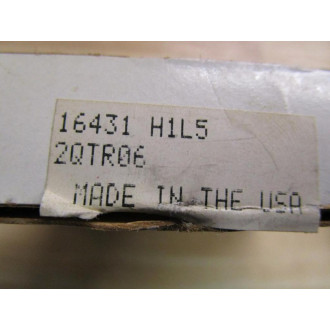 16431 H1L5
2QTR06
MADE IN THE USA